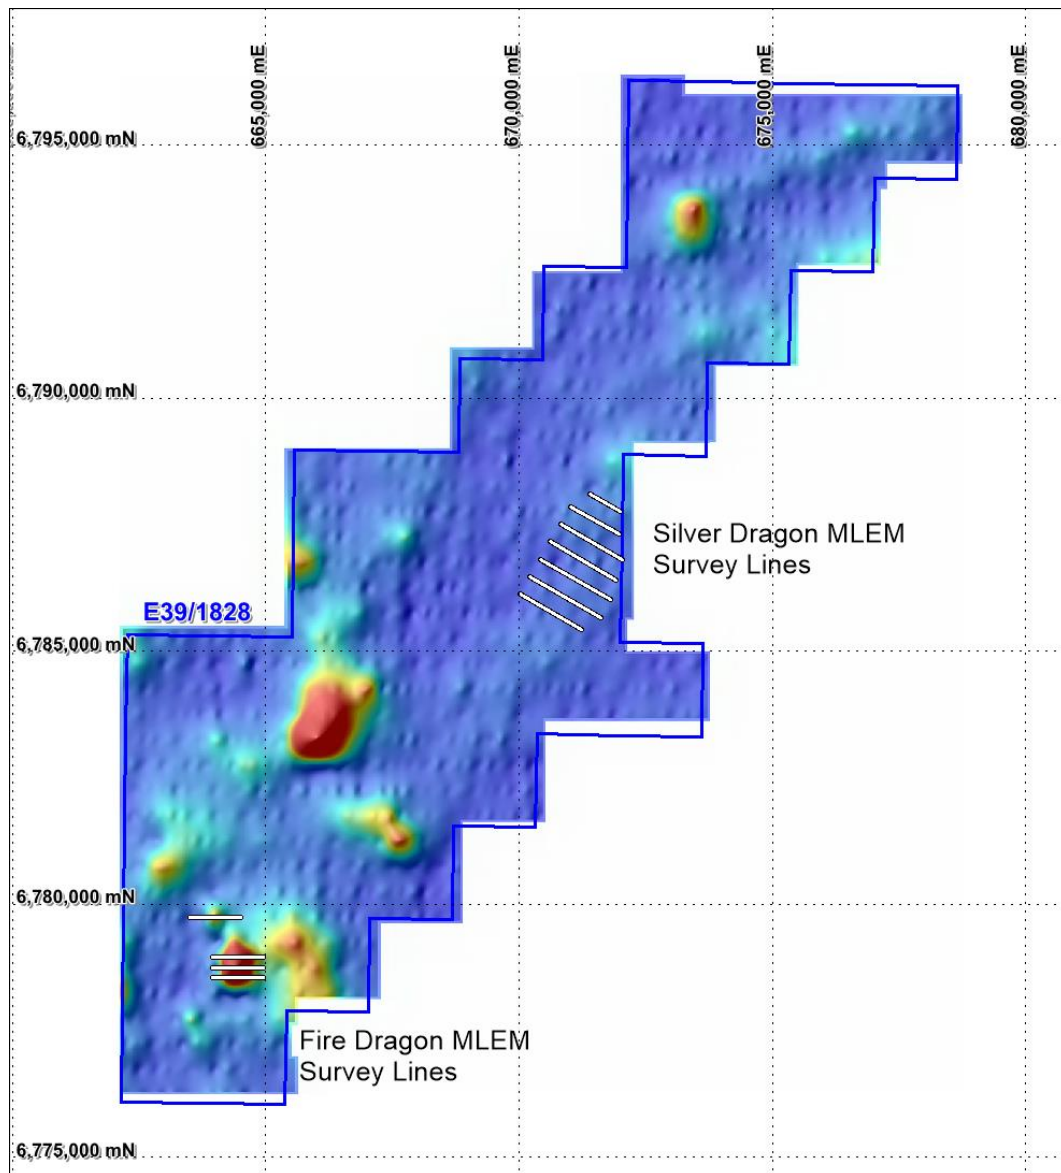 665,000 mE
670,000 mE
675,000 mE
680,000 mE
6,795,000 mN
6,790,000 mN
Silver Dragon MLEM
Survey Lines
E39/1828
6,785,000 mN
6,780,000 mN
Fire Dragon MLEM
Survey Lines
6,775,000 mN